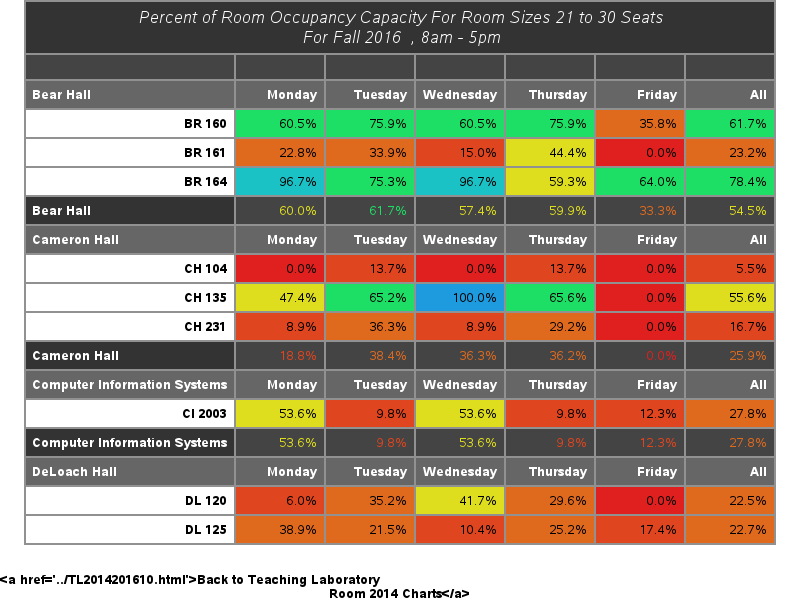 Percent of Room Occupancy Capacity For Room Sizes 21 to 30 Seats
For Fall 2016 , 8am - 5pm
Bear Hall Monday Tuesday Wednesday Thursday Friday All
BR 160 60.5% 75.9% 60.5% 75.9% 35.8% 61.7%
BR 161 22.8% 33.9% 15.0% 44.4% 0.0% 23.2%
BR 164 96.7% 75.3% 96.7% 59.3% 64.0% 78.4%
Bear Hall 60.0% 61.7% 57.4% 59.9% 33.3% 54.5%
Cameron Hall Monday Tuesday Wednesday Thursday Friday All
CH 104 0.0% 13.7% 0.0% 13.7% 0.0% 5.5%
CH 135 47.4% 65.2% 100.0% 65.6% 0.0% 55.6%
CH 231 8.9% 36.3% 8.9% 29.2% 0.0% 16.7%
Cameron Hall 18.8% 38.4% 36.3% 36.2% 0.0% 25.9%
Computer Information Systems Monday Tuesday Wednesday Thursday Friday All
CI 2003 53.6% 9.8% 53.6% 9.8% 12.3% 27.8%
Computer Information Systems 53.6% 9.8% 53.6% 9.8% 12.3% 27.8%
DeLoach Hall Monday Tuesday Wednesday Thursday Friday All
DL 120 6.0% 35.2% 41.7% 29.6% 0.0% 22.5%
DL 125 38.9% 21.5% 10.4% 25.2% 17.4% 22.7%
<a href='../TL2014201610.html'>Back to Teaching Laboratory
Room 2014 Charts</a>